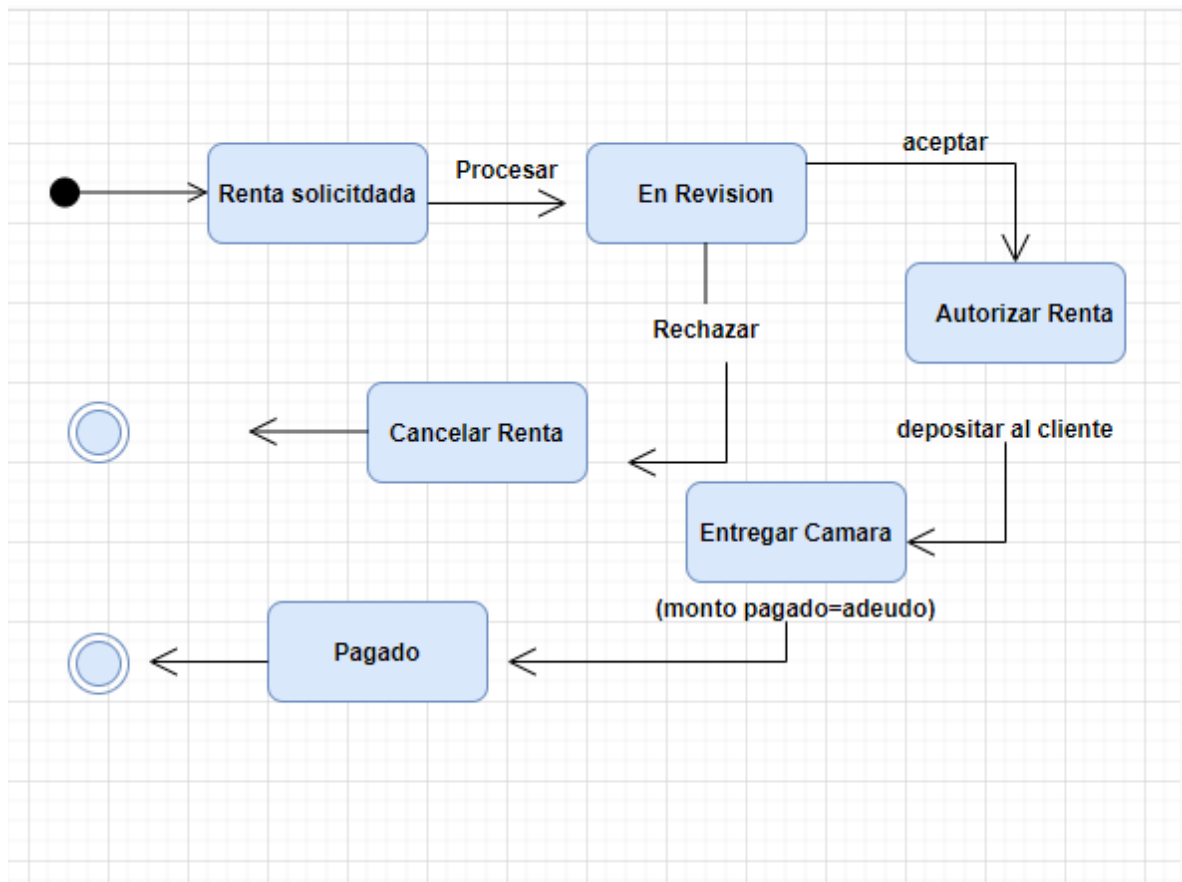 aceptar
Procesar
Renta solicitdada
En Revision
Autorizar Renta
Rechazar
Cancelar Renta
depositar al cliente
Entregar Camara
(monto pagado=adeudo)
Pagado